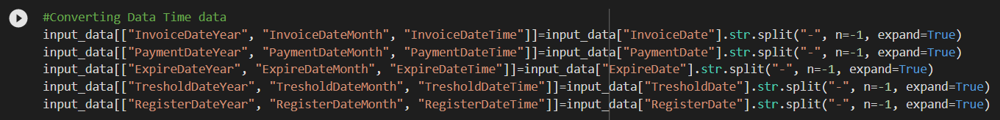 #Converting Data Time data
input_data[["InvoiceDateYear", "InvoiceDateMonth", "InvoiceDateTime"]]=input_data["InvoiceDate"].str.split("-", n=-1, expand=True)
input_data[["PaymentDateYear", "PaymentDateMonth", "PaymentDateTime"]]=input_data["PaymentDate"].str.split("-", n=-1, expand=True)
input_data[["ExpireDateYear", "ExpireDateMonth", "ExpireDateTime"]]=input_data["ExpireDate"].str.split("-", n=-1, expand=True)
input_data[["TresholdDateYear", "TresholdDateMonth", "TresholdDateTime"]]=input_data["TresholdDate"].str.split("-", n=-1, expand=True)
input_data[["RegisterDateYear", "RegisterDateMonth", "RegisterDateTime"]]=input_data["RegisterDate"].str.split("-", n=-1, expand=True)